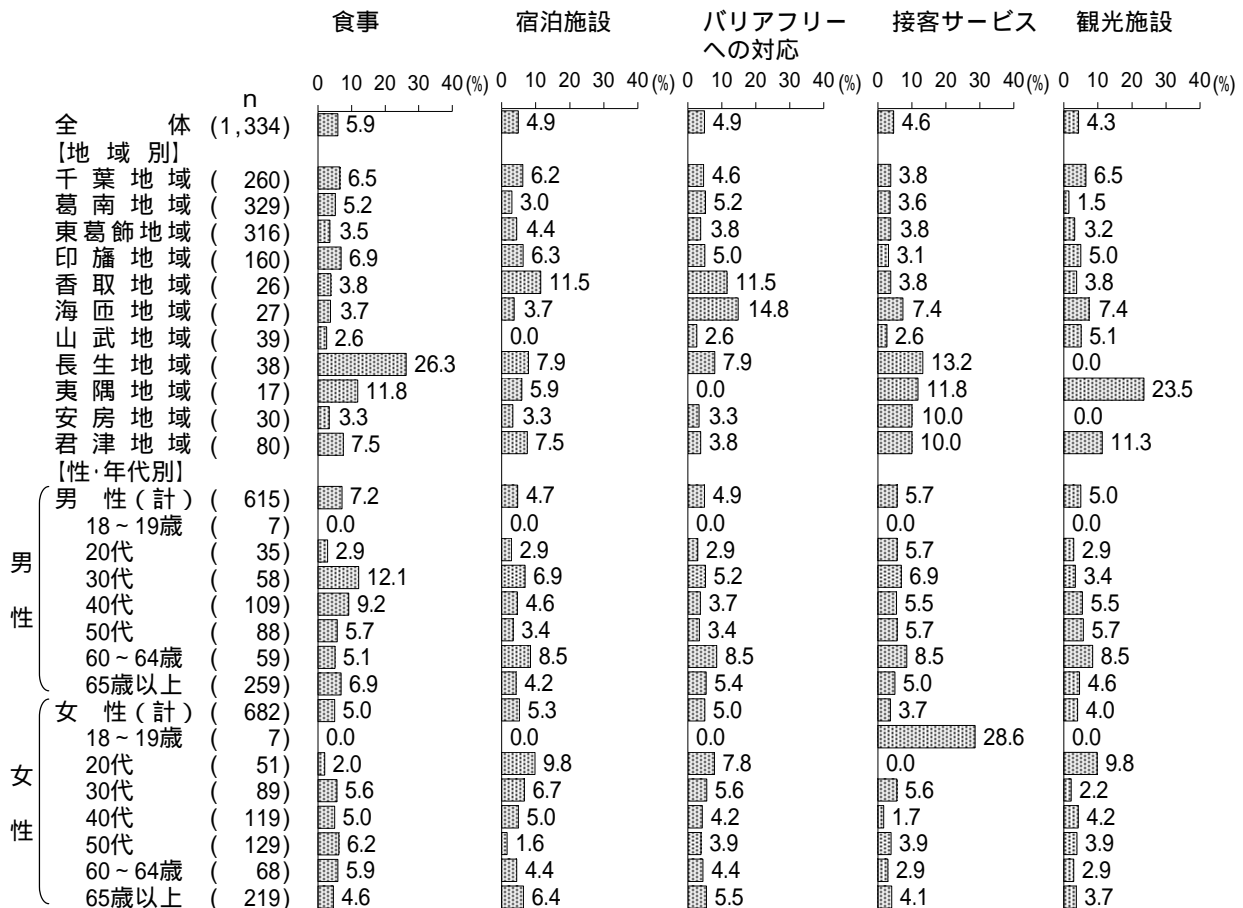 食事 宿泊施設 バリアフリーへの対応 接客サービス 観光施設
0 10 20 30 40(%) 0 10 20 30 40(%) 0 10 20 30 40(%) 0 10 20 30 40(%) 0 10 20 30 40(%)
n
全体 (1,334) 5.9 4.9 4.9 4.6 4.3
【地域別】
千葉地域 ( 260) 6.5 6.2 4.6 3.8 6.5
葛南地域 ( 329) 5.2 3.0 5.2 3.6 1.5
東葛飾地域 ( 316) 3.5 4.4 3.8 3.8 3.2
印旛地域 ( 160) 6.9 6.3 5.0 3.1 5.0
香取地域 ( 26) 3.8 11.5 11.5 3.8 3.8
海匝地域 ( 27) 3.7 3.7 14.8 7.4 7.4
山武地域 ( 39) 2.6 0.0 2.6 2.6 5.1
長生地域 ( 38) 26.3 7.9 7.9 13.2 0.0
夷隅地域 ( 17) 11.8 5.9 0.0 11.8 23.5
安房地域 ( 30) 3.3 3.3 3.3 10.0 0.0
君津地域 ( 80) 7.5 7.5 3.8 10.0 11.3
【性・年代別】
男性
男性(計) ( 615) 7.2 4.7 4.9 5.7 5.0
18~19歳 ( 7) 0.0 0.0 0.0 0.0 0.0
20代 ( 35) 2.9 2.9 2.9 5.7 2.9
30代 ( 58) 12.1 6.9 5.2 6.9 3.4
40代 ( 109) 9.2 4.6 3.7 5.5 5.5
50代 ( 88) 5.7 3.4 3.4 5.7 5.7
60~64歳 ( 59) 5.1 8.5 8.5 8.5 8.5
65歳以上 ( 259) 6.9 4.2 5.4 5.0 4.6
女性
女性(計) ( 682) 5.0 5.3 5.0 3.7 4.0
18~19歳 ( 7) 0.0 0.0 0.0 28.6 0.0
20代 ( 51) 2.0 9.8 7.8 0.0 9.8
30代 ( 89) 5.6 6.7 5.6 5.6 2.2
40代 ( 119) 5.0 5.0 4.2 1.7 4.2
50代 ( 129) 6.2 1.6 3.9 3.9 3.9
60~64歳 ( 68) 5.9 4.4 4.4 2.9 2.9
65歳以上 ( 219) 4.6 6.4 5.5 4.1 3.7